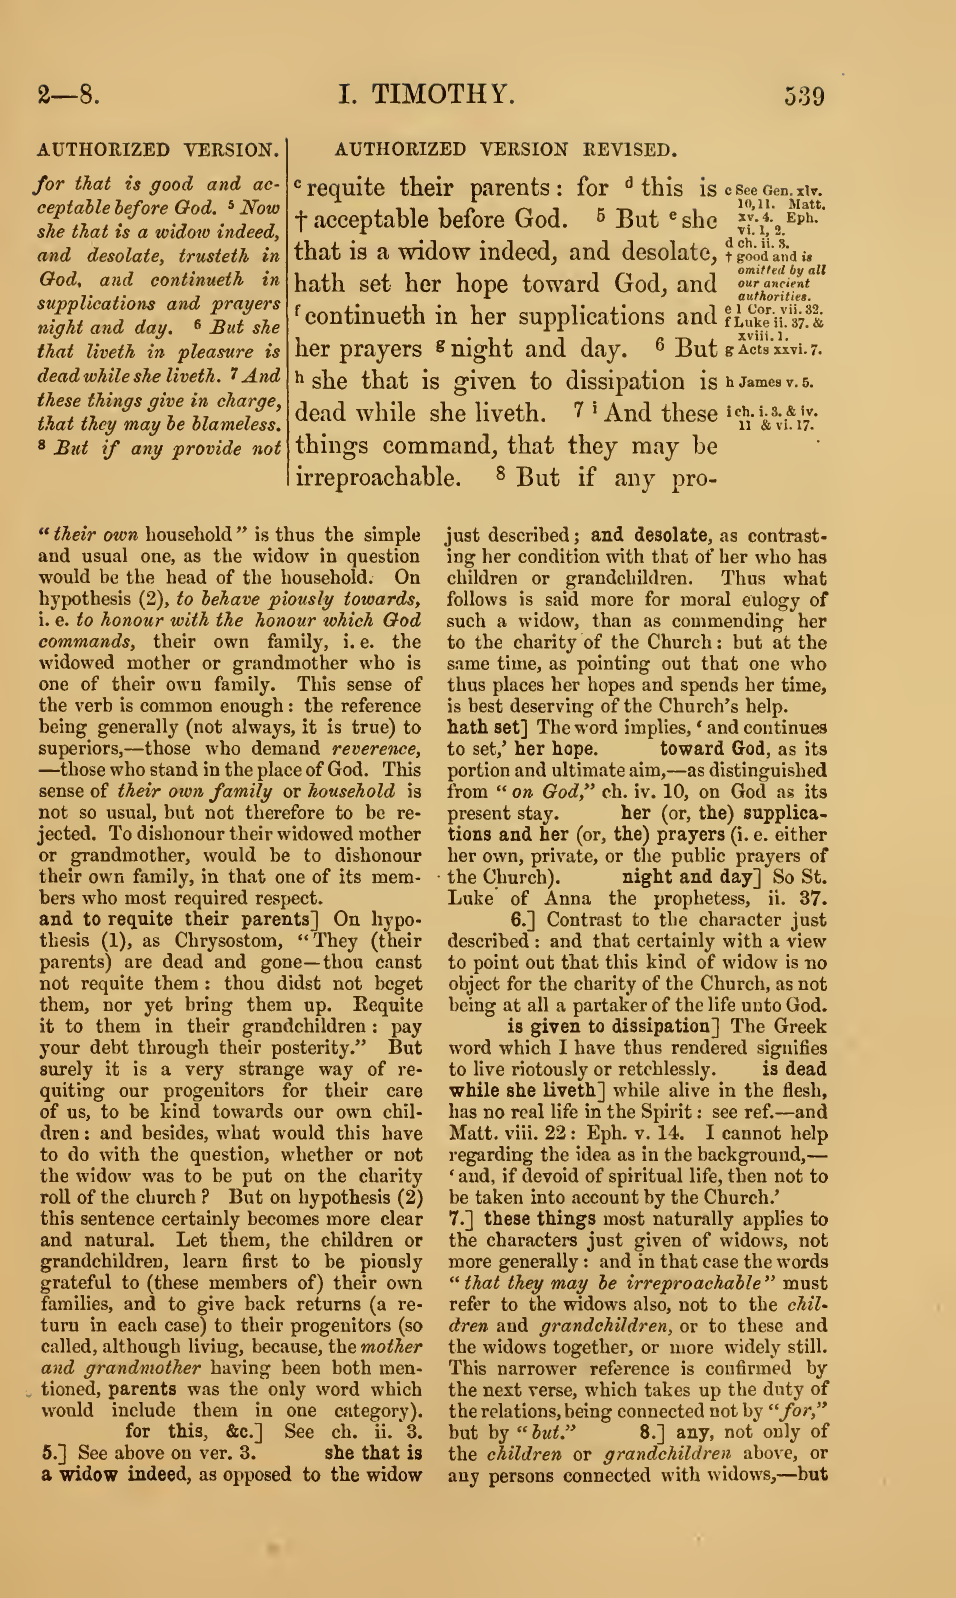 2—8.
I. TIMOTHY.
539
AUTHORIZED VERSION.
for that is good and ac-
ceptable before God. 5 Now
she that is a widow indeed,
and desolate, trusteth in
God, and continueth in
supplications and prayers
night and day. 6 But she
that liveth in pleasure is
dead while she liveth. 7 And
these things give in charge,
that they may be blameless.
8 But if any provide not
AUTHORIZED VERSION REVISED.
c requite their parents : for d this is
† acceptable before God. 5 But e she
that is a widow indeed, and desolate,
hath set her hope toward God, and
f continueth in her supplications and
her prayers g night and day. 6 But
h she that is given to dissipation is
dead while she liveth. 7 i And these
things command, that they may be
irreproachable. 8 But if any pro-
c See Gen. xlv.
10, 11. Matt.
xv. 4. Eph.
vi. 1, 2.
d ch. ii. 3.
† good and is
omitted by all
our ancient
authorities.
e 1 Cor. vii. 32.
f Luke ii. 37. &
xviii. 1.
g Acts xxvi. 7.
h James v. 5.
i ch. i. 3. & iv.
11 & vi. 17.
“their own household” is thus the simple
and usual one, as the widow in question
would be the head of the household. On
hypothesis (2), to behave piously towards,
i. e. to honour with the honour which God
commands, their own family, i. e. the
widowed mother or grandmother who is
one of their own family. This sense of
the verb is common enough : the reference
being generally (not always, it is true) to
superiors,—those who demand reverence,
—those who stand in the place of God. This
sense of their own family or household is
not so usual, but not therefore to be re-
jected. To dishonour their widowed mother
or grandmother, would be to dishonour
their own family, in that one of its mem-
bers who most required respect.
and to requite their parents] On hypo-
thesis (1), as Chrysostom, “They (their
parents) are dead and gone—thou canst
not requite them : thou didst not beget
them, nor yet bring them up. Requite
it to them in their grandchildren : pay
your debt through their posterity.” But
surely it is a very strange way of re-
quiting our progenitors for their care
of us, to be kind towards our own chil-
dren : and besides, what would this have
to do with the question, whether or not
the widow was to be put on the charity
roll of the church ? But on hypothesis (2)
this sentence certainly becomes more clear
and natural. Let them, the children or
grandchildren, learn first to be piously
grateful to (these members of) their own
families, and to give back returns (a re-
turn in each case) to their progenitors (so
called, although living, because, the mother
and grandmother having been both men-
tioned, parents was the only word which
would include them in one category).
for this, &c.] See ch. ii. 3.
5.] See above on ver. 3. she that is
a widow indeed, as opposed to the widow
just described ; and desolate, as contrast-
ing her condition with that of her who has
children or grandchildren. Thus what
follows is said more for moral eulogy of
such a widow, than as commending her
to the charity of the Church : but at the
same time, as pointing out that one who
thus places her hopes and spends her time,
is best deserving of the Church’s help.
hath set] The word implies, ‘ and continues
to set,’ her hope. toward God, as its
portion and ultimate aim,—as distinguished
from “on God,” ch. iv. 10, on God as its
present stay. her (or, the) supplica-
tions and her (or, the) prayers (i. e. either
her own, private, or the public prayers of
the Church). night and day] So St.
Luke of Anna the prophetess, ii. 37.
6.] Contrast to the character just
described : and that certainly with a view
to point out that this kind of widow is no
object for the charity of the Church, as not
being at all a partaker of the life unto God.
is given to dissipation] The Greek
word which I have thus rendered signifies
to live riotously or retchlessly. is dead
while she liveth] while alive in the flesh,
has no real life in the Spirit : see ref.—and
Matt. viii. 22 : Eph. v. 14. I cannot help
regarding the idea as in the background,—
‘ and, if devoid of spiritual life, then not to
be taken into account by the Church.’
7.] these things most naturally applies to
the characters just given of widows, not
more generally : and in that case the words
“that they may be irreproachable” must
refer to the widows also, not to the chil-
dren and grandchildren, or to these and
the widows together, or more widely still.
This narrower reference is confirmed by
the next verse, which takes up the duty of
the relations, being connected not by “for,”
but by “but.” 8.] any, not only of
the children or grandchildren above, or
any persons connected with widows,—but